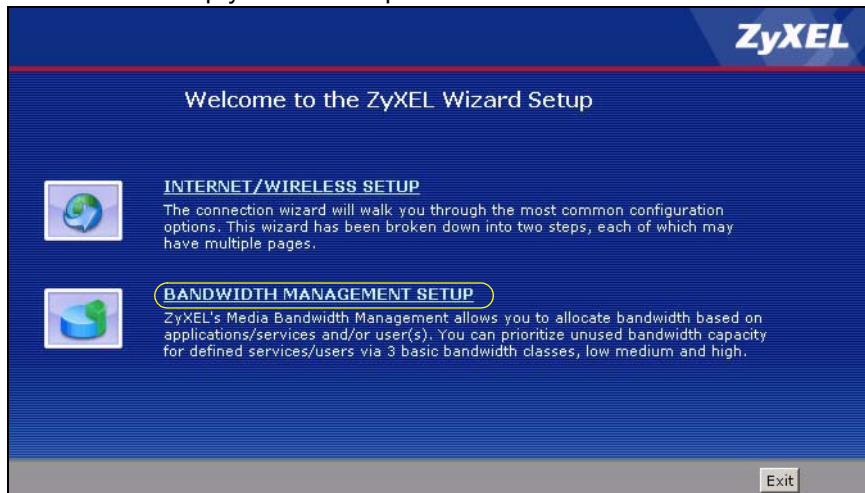 ZyXEL
Welcome to the ZyXEL Wizard Setup
INTERNET/WIRELESS SETUP
The connection wizard will walk you through the most common configuration
options. This wizard has been broken down into two steps, each of which may
have multiple pages.
BANDWIDTH MANAGEMENT SETUP
ZyXEL's Media Bandwidth Management allows you to allocate bandwidth based on
applications/services and/or user(s). You can prioritize unused bandwidth capacity
for defined services/users via 3 basic bandwidth classes, low medium and high.
Exit